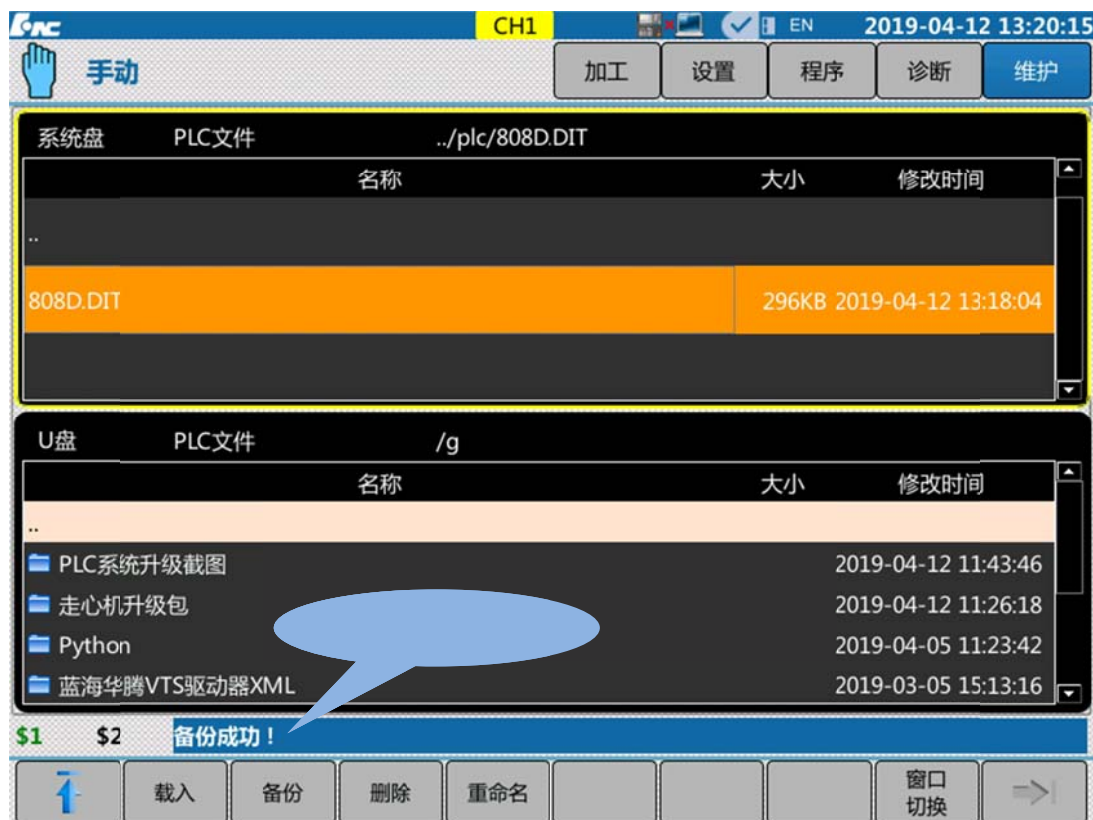 HNC CH1 EN 2019-04-12 13:20:15
手动 加工 设置 程序 诊断 维护
系统盘 PLC文件 ../plc/808D.DIT
名称 大小 修改时间
..
808D.DIT 296KB 2019-04-12 13:18:04
U盘 PLC文件 /g
名称 大小 修改时间
..
PLC系统升级截图 2019-04-12 11:43:46
走心机升级包 2019-04-12 11:26:18
Python 2019-04-05 11:23:42
蓝海华腾VTS驱动器XML 2019-03-05 15:13:16
$1 $2 备份成功！
载入 备份 删除 重命名 窗口
切换